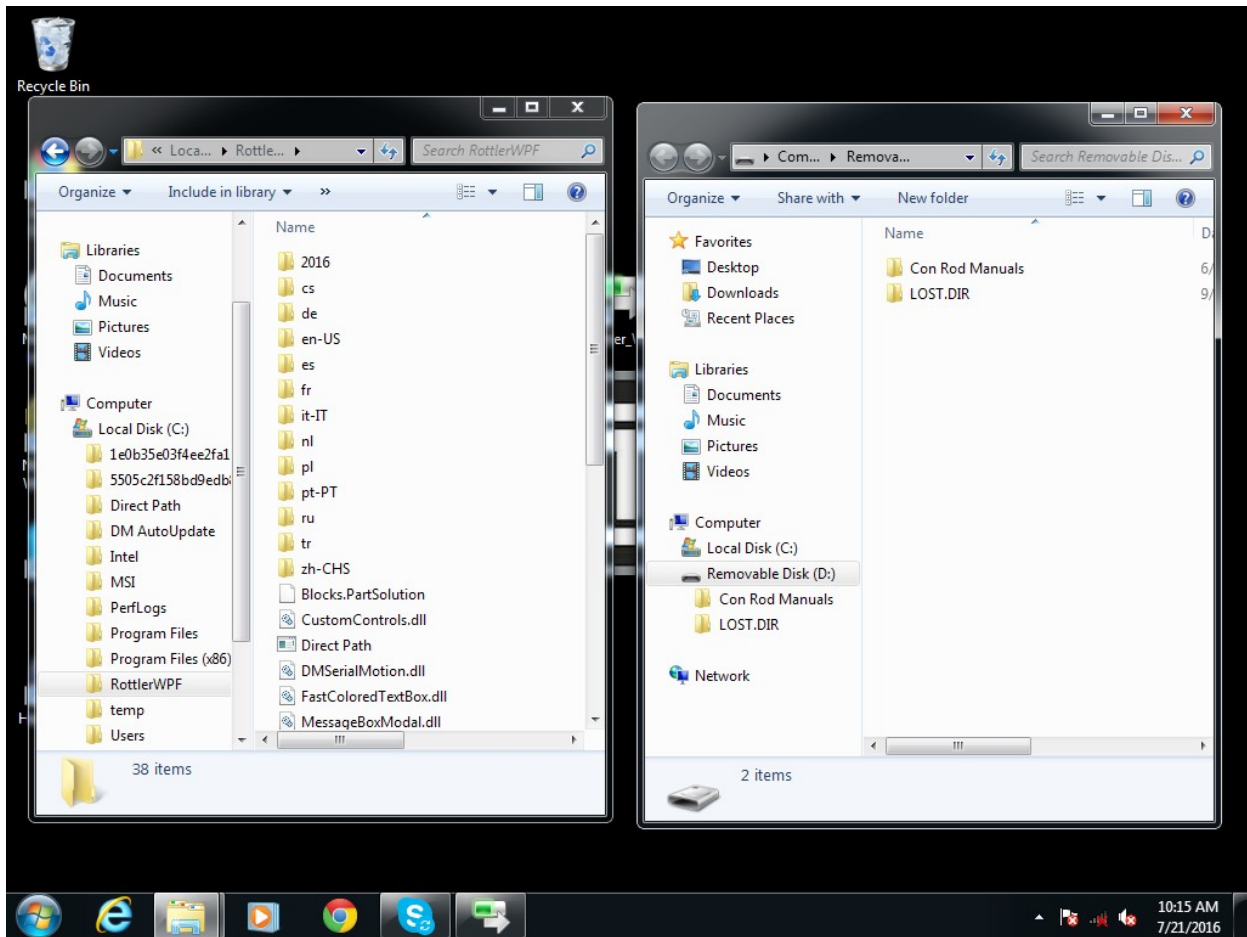 Recycle Bin
« Loca... Rottle...
Search RottlerWPF
Organize
Include in library
»
Libraries
Documents
Music
Pictures
Videos
Computer
Local Disk (C:)
1e0b35e03f4ee2fa1
5505c2f158bd9edb
Direct Path
DM AutoUpdate
Intel
MSI
PerfLogs
Program Files
Program Files (x86)
RottlerWPF
temp
Users
Name
2016
cs
de
en-US
es
fr
it-IT
nl
pl
pt-PT
ru
tr
zh-CHS
Blocks.PartSolution
CustomControls.dll
Direct Path
DMSerialMotion.dll
FastColoredTextBox.dll
MessageBoxModal.dll
38 items
er_
Com... Remova...
Search Removable Dis...
Organize
Share with
New folder
Favorites
Desktop
Downloads
Recent Places
Libraries
Documents
Music
Pictures
Videos
Computer
Local Disk (C:)
Removable Disk (D:)
Con Rod Manuals
LOST.DIR
Network
Name
Con Rod Manuals 6/
LOST.DIR 9/
2 items
10:15 AM
7/21/2016